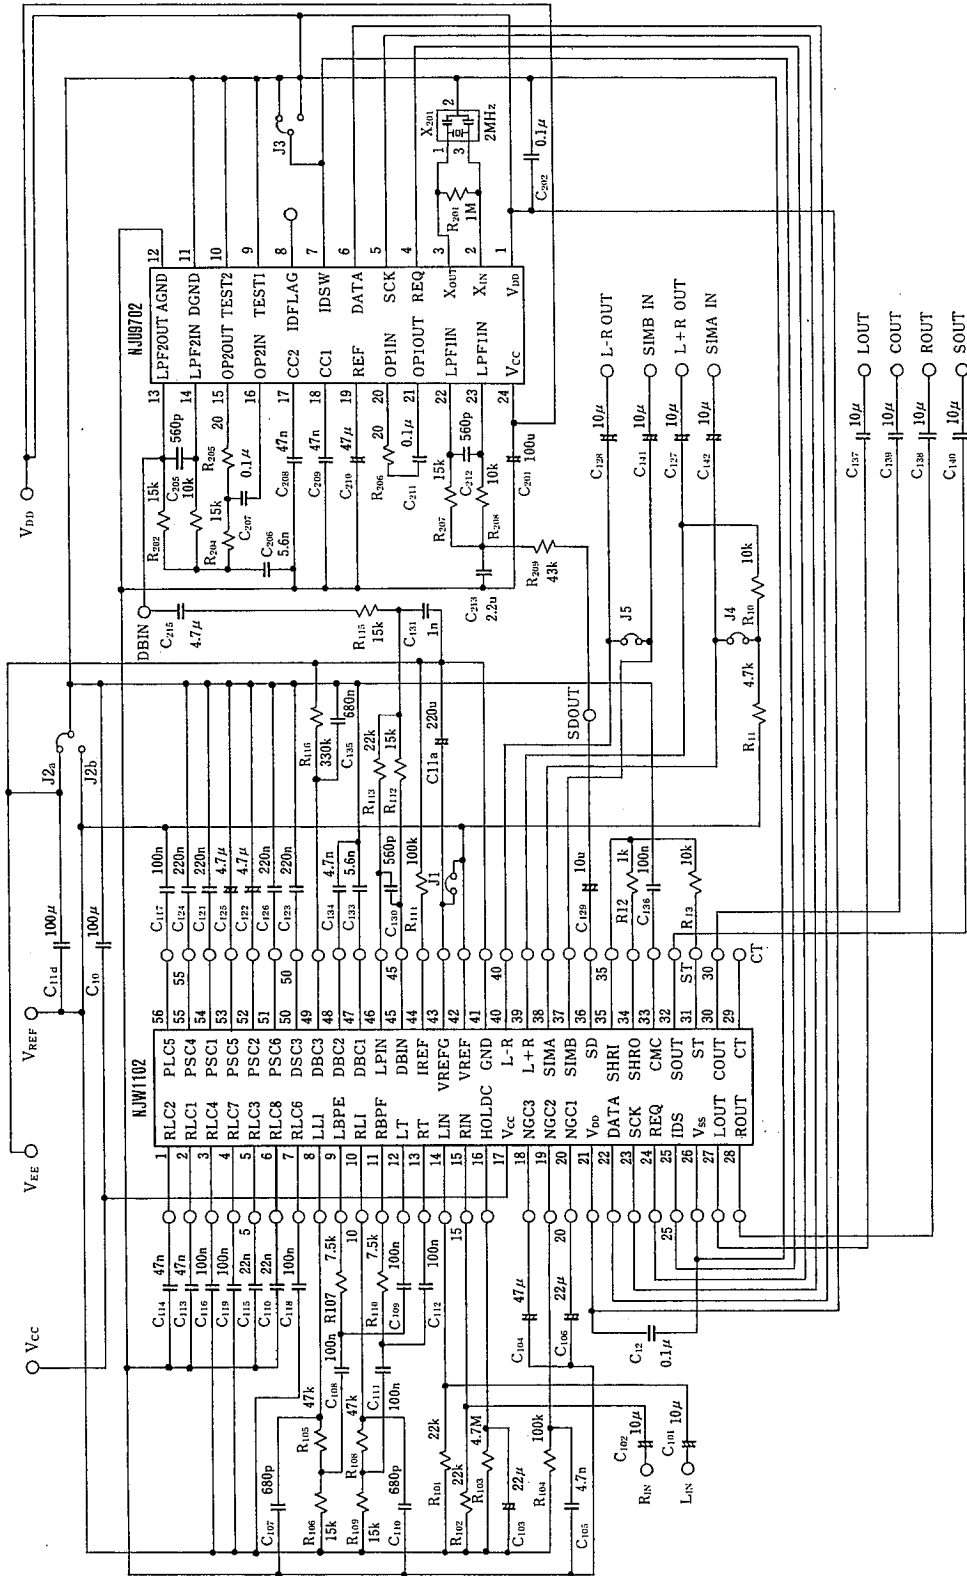 VDD
VREF
VEE
VCC
J2a
J2b
J3
C11d 100μ
C10 100μ
DBIN
C215 4.7μ
R115 15k
C131 1n
NJU9702
LPF2OUT AGND
LPF2IN DGND
OP2OUT TEST2
OP2IN TEST1
CC2 IDFLAG
CC1 IDSW
REF DATA
OP1IN SCK
OP1OUT REQ
LPF1IN XOUT
LPF1IN XIN
VCC VDD
13 12
14 11
15 10
16 9
17 8
18 7
19 6
20 5
21 4
22 3
23 2
24 1
R202 15k
C205 560p
R204 10k
R205 20
15k
C207 0.1μ
C206 5.6n
C208 47n
C209 47n
C219 47μ
R206 20
C211 0.1μ
R207 15k
C212 560p
R208 10k
C201 100u
C213 2.2u
R209 43k
X201
1 2 3
2MHz
R201 1M
C202 0.1μ
NJW1102
RLC2 PLC5
RLC1 PSC4
RLC4 PSC1
RLC7 PSC5
RLC3 PSC2
RLC8 PSC6
RLC6 DSC3
LLI DBC3
LBPE DBC2
RLI DBC1
RBPF LPIN
LT DBIN
RT IREF
LIN VREFG
RIN VREF
HOLDC GND
VCC L-R
NGC3 L+R
NGC2 SIMA
NGC1 SIMB
VDD SD
DATA SHRI
SCK SHRO
REQ CMC
IDS SOUT
VSS ST
LOUT COUT
ROUT CT
1 56
2 55
3 54
4 53
5 52
6 51
7 50
8 49
9 48
10 47
11 46
12 45
13 44
14 43
15 42
16 41
17 40
18 39
19 38
20 37
21 36
22 35
23 34
24 33
25 32
26 31
27 30
28 29
5
10
15
20
25
55
50
45
40
35
ST
30
CT
C117 100n
C124 220n
C121 220n
C125 4.7μ
C122 4.7μ
C126 220n
C123 220n
R116 330k
C135 680n
C134 4.7n
C133 5.6n
R113 22k
R112 15k
C130 560p
R111 100k
C11a 220u
J1
SDOUT
C129 10u
R12 1k
C136 100n
R13 10k
R11 4.7k
R10 10k
J4
J5
C128 10μ L-R OUT
C141 10μ SIMB IN
C127 10μ L+R OUT
C142 10μ SIMA IN
C137 10μ LOUT
C139 10μ COUT
C138 10μ ROUT
C140 10μ SOUT
C114 47n
C113 47n
C116 100n
C119 100n
C115 22n
C110 22n
C118 100n
R107 7.5k
C109 100n
R110 7.5k
C112 100n
C108 100n
C111 100n
C107 680p
R105 47k
R106 15k
R108 47k
R109 15k
C110 680p
R101 22k
R102 22k
R103 4.7M
C103 22μ
R104 100k
C105 4.7n
C104 47μ
C106 22μ
C12 0.1μ
C102 10μ
RIN
C101 10μ
LIN